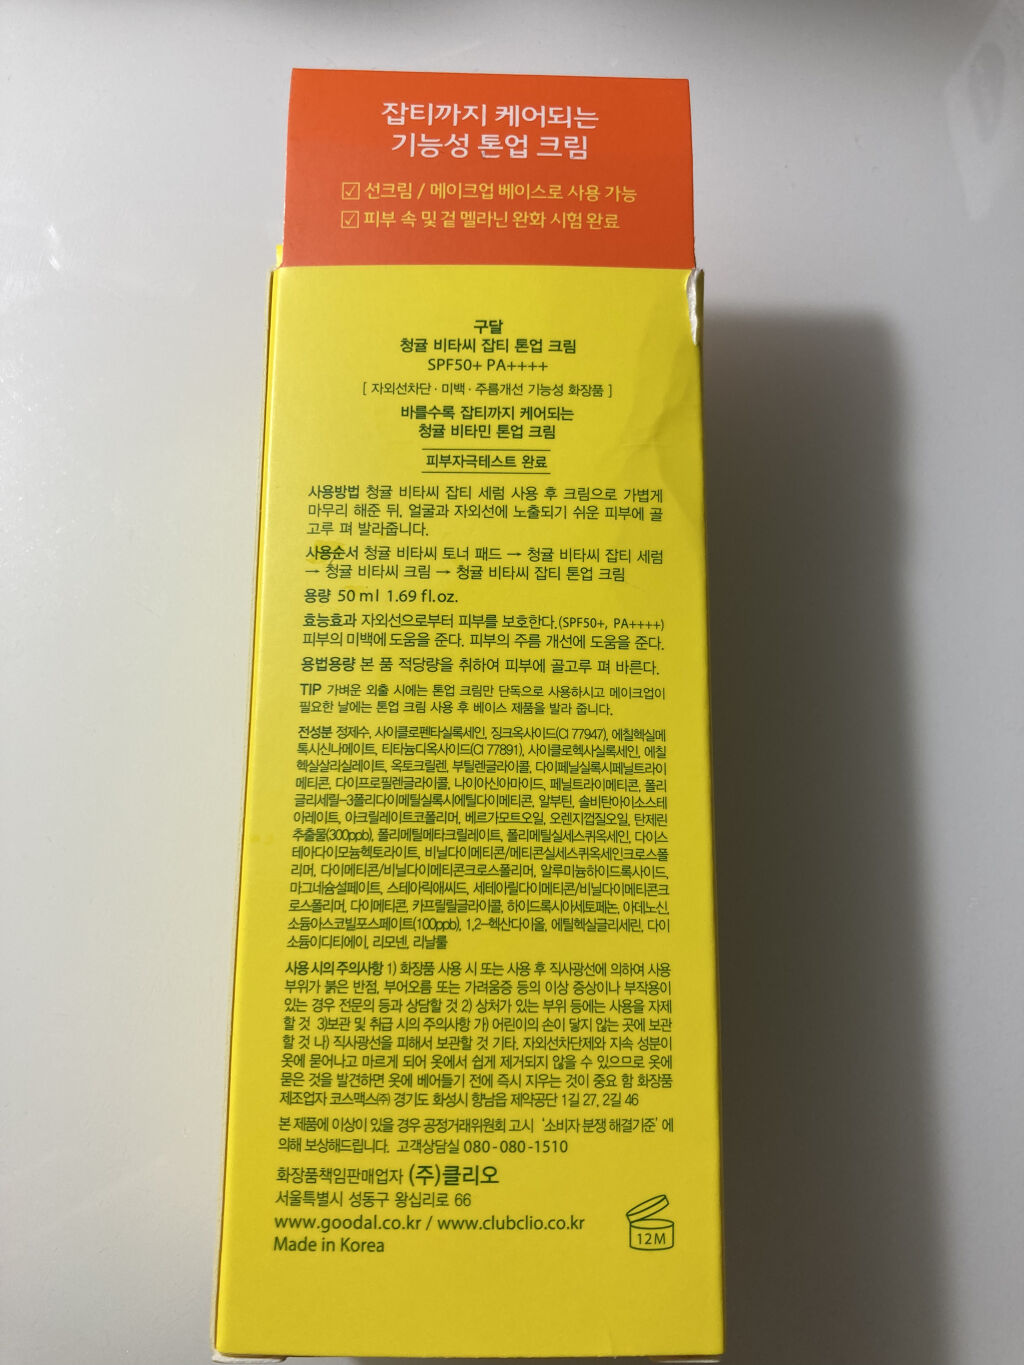 잡티까지 케어되는
기능성 톤업 크림
선크림 / 메이크업 베이스로 사용 가능
피부 속 및 겉 멜라닌 완화 시험 완료
구달
청귤 비타씨 잡티 톤업 크림
SPF50+ PA++++
[ 자외선차단 · 미백 · 주름개선 기능성 화장품 ]
바를수록 잡티까지 케어되는
청귤 비타민 톤업 크림
피부자극테스트 완료
사용방법 청귤 비타씨 잡티 세럼 사용 후 크림으로 가볍게
마무리 해준 뒤, 얼굴과 자외선에 노출되기 쉬운 피부에 골
고루 펴 발라줍니다.
사용순서 청귤 비타씨 토너 패드 → 청귤 비타씨 잡티 세럼
→ 청귤 비타씨 크림 → 청귤 비타씨 잡티 톤업 크림
용량 50 ml 1.69 fl.oz.
효능효과 자외선으로부터 피부를 보호한다.(SPF50+, PA++++)
피부의 미백에 도움을 준다. 피부의 주름 개선에 도움을 준다.
용법용량 본 품 적당량을 취하여 피부에 골고루 펴 바른다.
TIP 가벼운 외출 시에는 톤업 크림만 단독으로 사용하시고 메이크업이
필요한 날에는 톤업 크림 사용 후 베이스 제품을 발라 줍니다.
전성분 정제수, 사이클로펜타실록세인, 징크옥사이드(CI 77947), 에칠헥실메
톡시신나메이트, 티타늄디옥사이드(CI 77891), 사이클로헥사실록세인, 에칠
헥실살리실레이트, 옥토크릴렌, 부틸렌글라이콜, 다이페닐실록시페닐트라이
메티콘, 다이프로필렌글라이콜, 나이아신아마이드, 페닐트라이메티콘, 폴리
글리세릴-3폴리다이메틸실록시에틸다이메티콘, 알부틴, 솔비탄아이소스테
아레이트, 아크릴레이트코폴리머, 베르가모트오일, 오렌지껍질오일, 탄제린
추출물(300ppb), 폴리메틸메타크릴레이트, 폴리메틸실세스퀴옥세인, 다이스
테아다이모늄헥토라이트, 비닐다이메티콘/메티콘실세스퀴옥세인크로스폴
리머, 다이메티콘/비닐다이메티콘크로스폴리머, 알루미늄하이드록사이드,
마그네슘설페이트, 스테아릭애씨드, 세테아릴다이메티콘/비닐다이메티콘크
로스폴리머, 다이메티콘, 카프릴릴글라이콜, 하이드록시아세토페논, 아데노신,
소듐아스코빌포스페이트(100ppb), 1,2-헥산다이올, 에틸헥실글리세린, 다이
소듐이디티에이, 리모넨, 리날룰
사용 시의 주의사항 1) 화장품 사용 시 또는 사용 후 직사광선에 의하여 사용
부위가 붉은 반점, 부어오름 또는 가려움증 등의 이상 증상이나 부작용이
있는 경우 전문의 등과 상담할 것 2) 상처가 있는 부위 등에는 사용을 자제
할 것 3)보관 및 취급 시의 주의사항 가) 어린이의 손이 닿지 않는 곳에 보관
할 것 나) 직사광선을 피해서 보관할 것 기타. 자외선차단제와 지속 성분이
옷에 묻어나고 마르게 되어 옷에서 쉽게 제거되지 않을 수 있으므로 옷에
묻은 것을 발견하면 옷에 베어들기 전에 즉시 지우는 것이 중요 함 화장품
제조업자 코스맥스㈜ 경기도 화성시 향남읍 제약공단 1길 27, 2길 46
본 제품에 이상이 있을 경우 공정거래위원회 고시 '소비자 분쟁 해결기준'에
의해 보상해드립니다. 고객상담실 080-080-1510
화장품책임판매업자 (주)클리오
서울특별시 성동구 왕십리로 66
www.goodal.co.kr / www.clubclio.co.kr
Made in Korea
12M